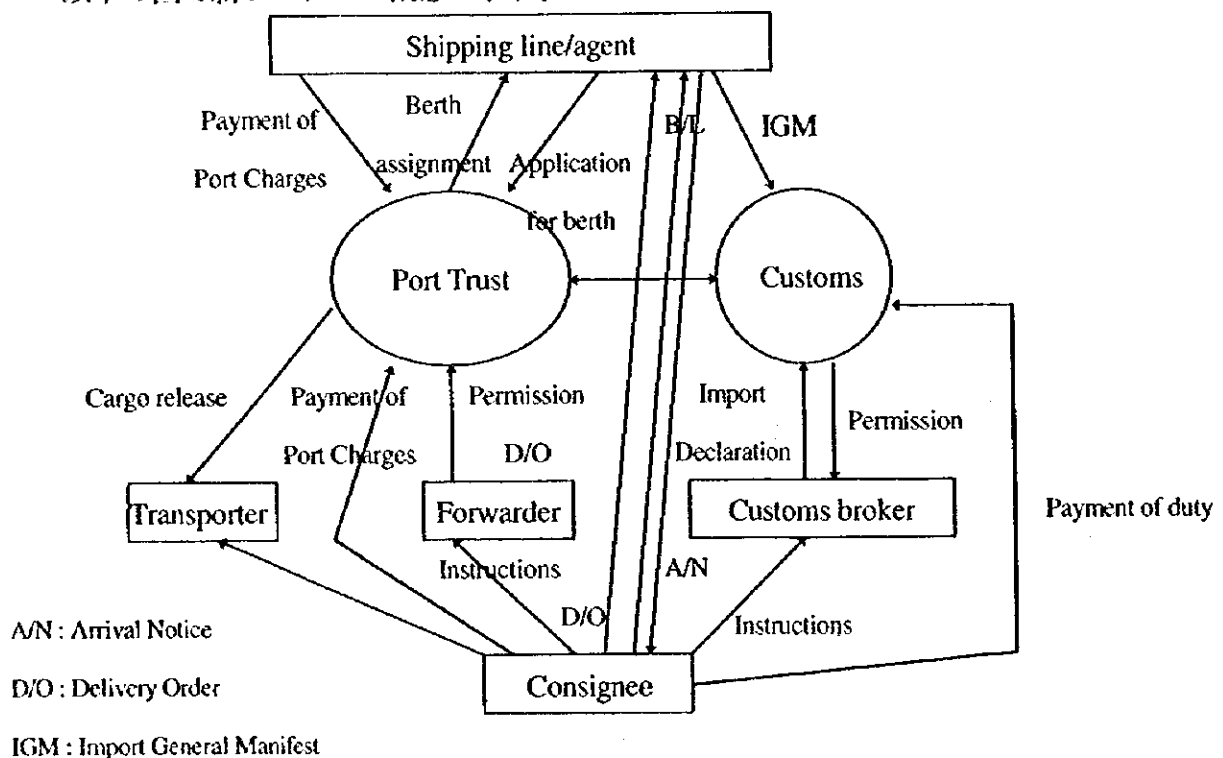 Shipping line/agent
Payment of
Port Charges
Berth
assignment
Application
for berth
B/L
IGM
Port Trust
Customs
Cargo release
Payment of
Port Charges
Permission
D/O
Import
Declaration
Permission
Transporter
Forwarder
Customs broker
Payment of duty
Instructions
D/O
A/N
Instructions
Consignee
A/N : Arrival Notice
D/O : Delivery Order
IGM : Import General Manifest